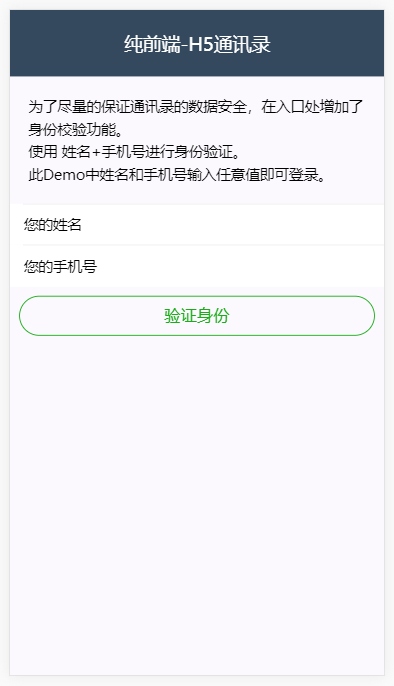 纯前端-H5通讯录
为了尽量的保证通讯录的数据安全，在入口处增加了
身份校验功能。
使用 姓名+手机号进行身份验证。
此Demo中姓名和手机号输入任意值即可登录。
您的姓名
您的手机号
验证身份